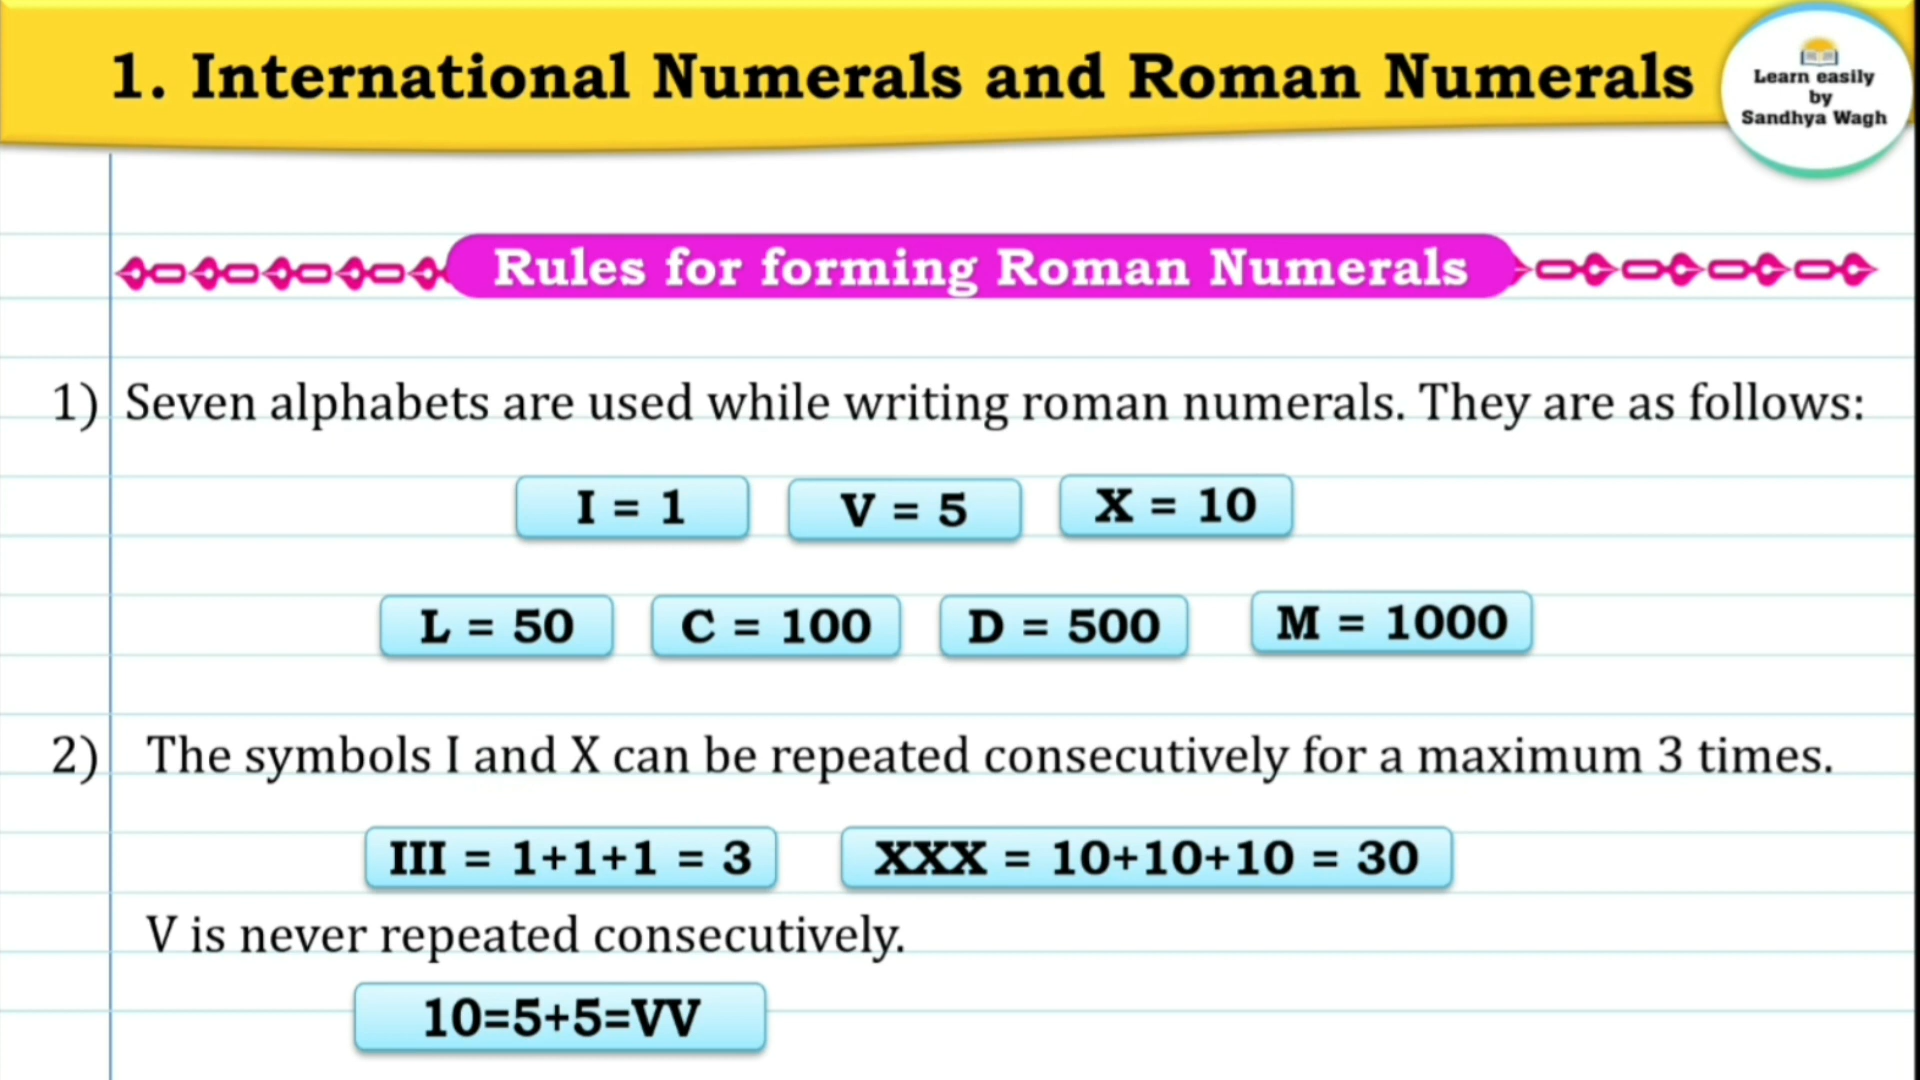 1. International Numerals and Roman Numerals
Learn easily
by
Sandhya Wagh
Rules for forming Roman Numerals
1) Seven alphabets are used while writing roman numerals. They are as follows:
I = 1 V = 5 X = 10
L = 50 C = 100 D = 500 M = 1000
2) The symbols I and X can be repeated consecutively for a maximum 3 times.
III = 1+1+1 = 3 XXX = 10+10+10 = 30
V is never repeated consecutively.
10=5+5=VV